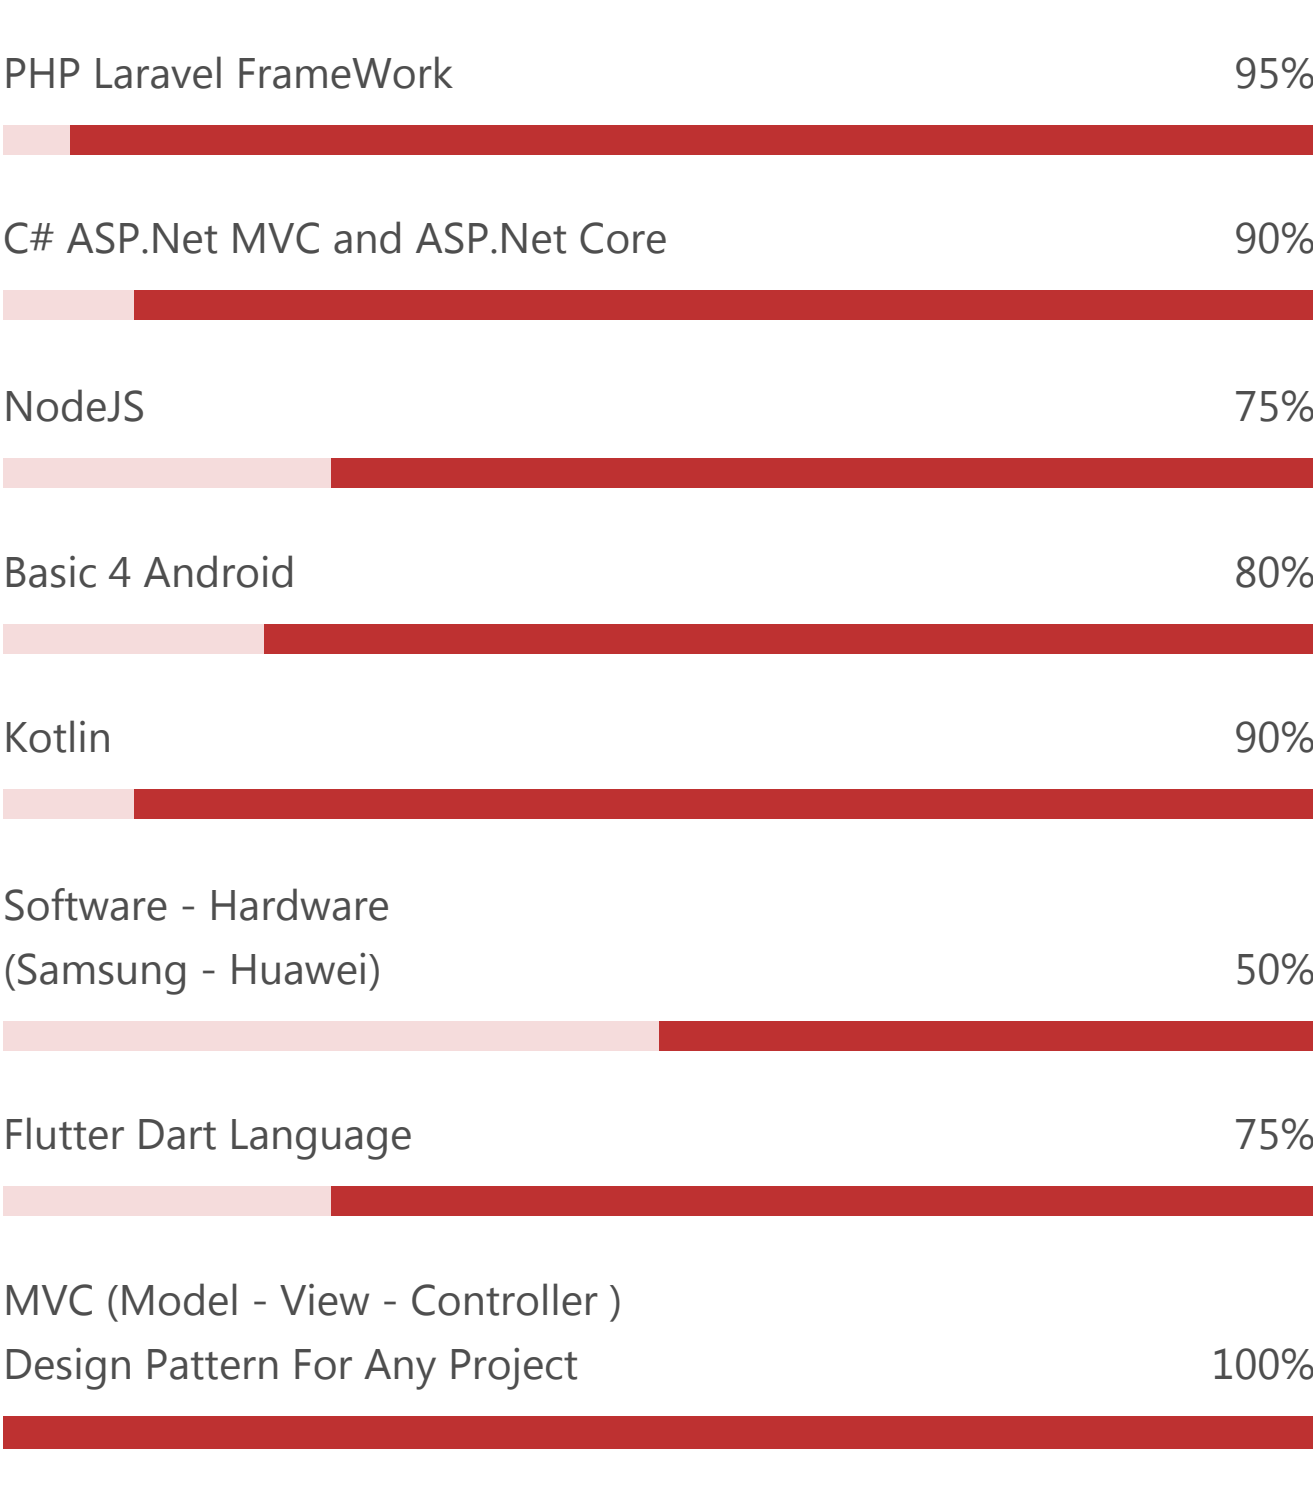 PHP Laravel FrameWork 95%
C# ASP.Net MVC and ASP.Net Core 90%
NodeJS 75%
Basic 4 Android 80%
Kotlin 90%
Software - Hardware
(Samsung - Huawei) 50%
Flutter Dart Language 75%
MVC (Model - View - Controller )
Design Pattern For Any Project 100%